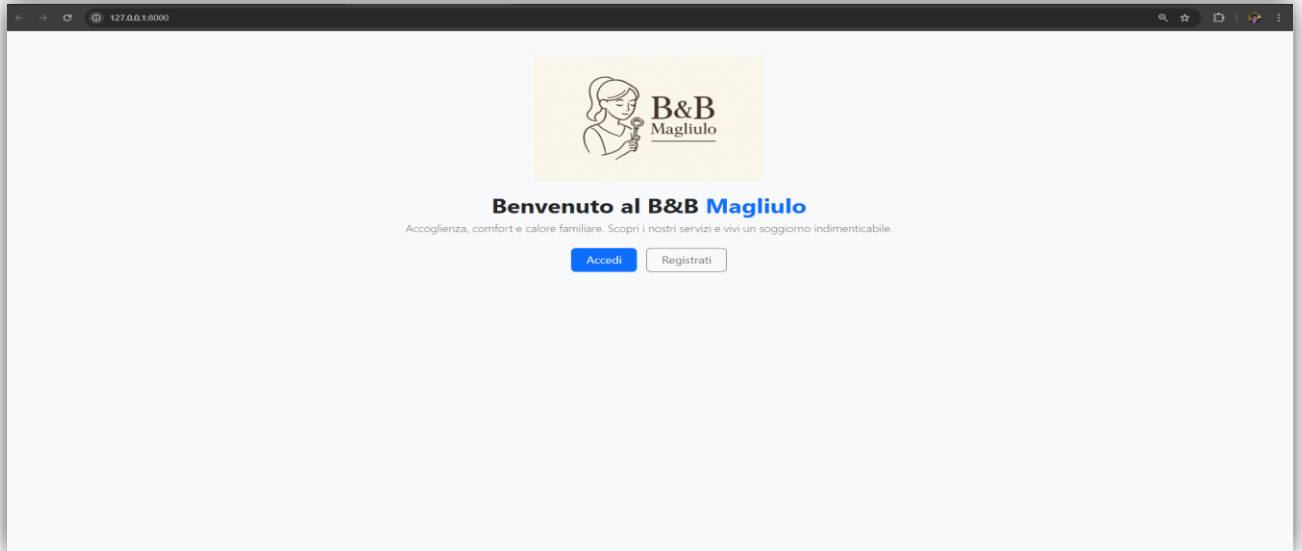 127.0.0.1:8000
B&B
Magliulo
Benvenuto al B&B Magliulo
Accoglienza, comfort e calore familiare. Scopri i nostri servizi e vivi un soggiorno indimenticabile.
Accedi Registrati